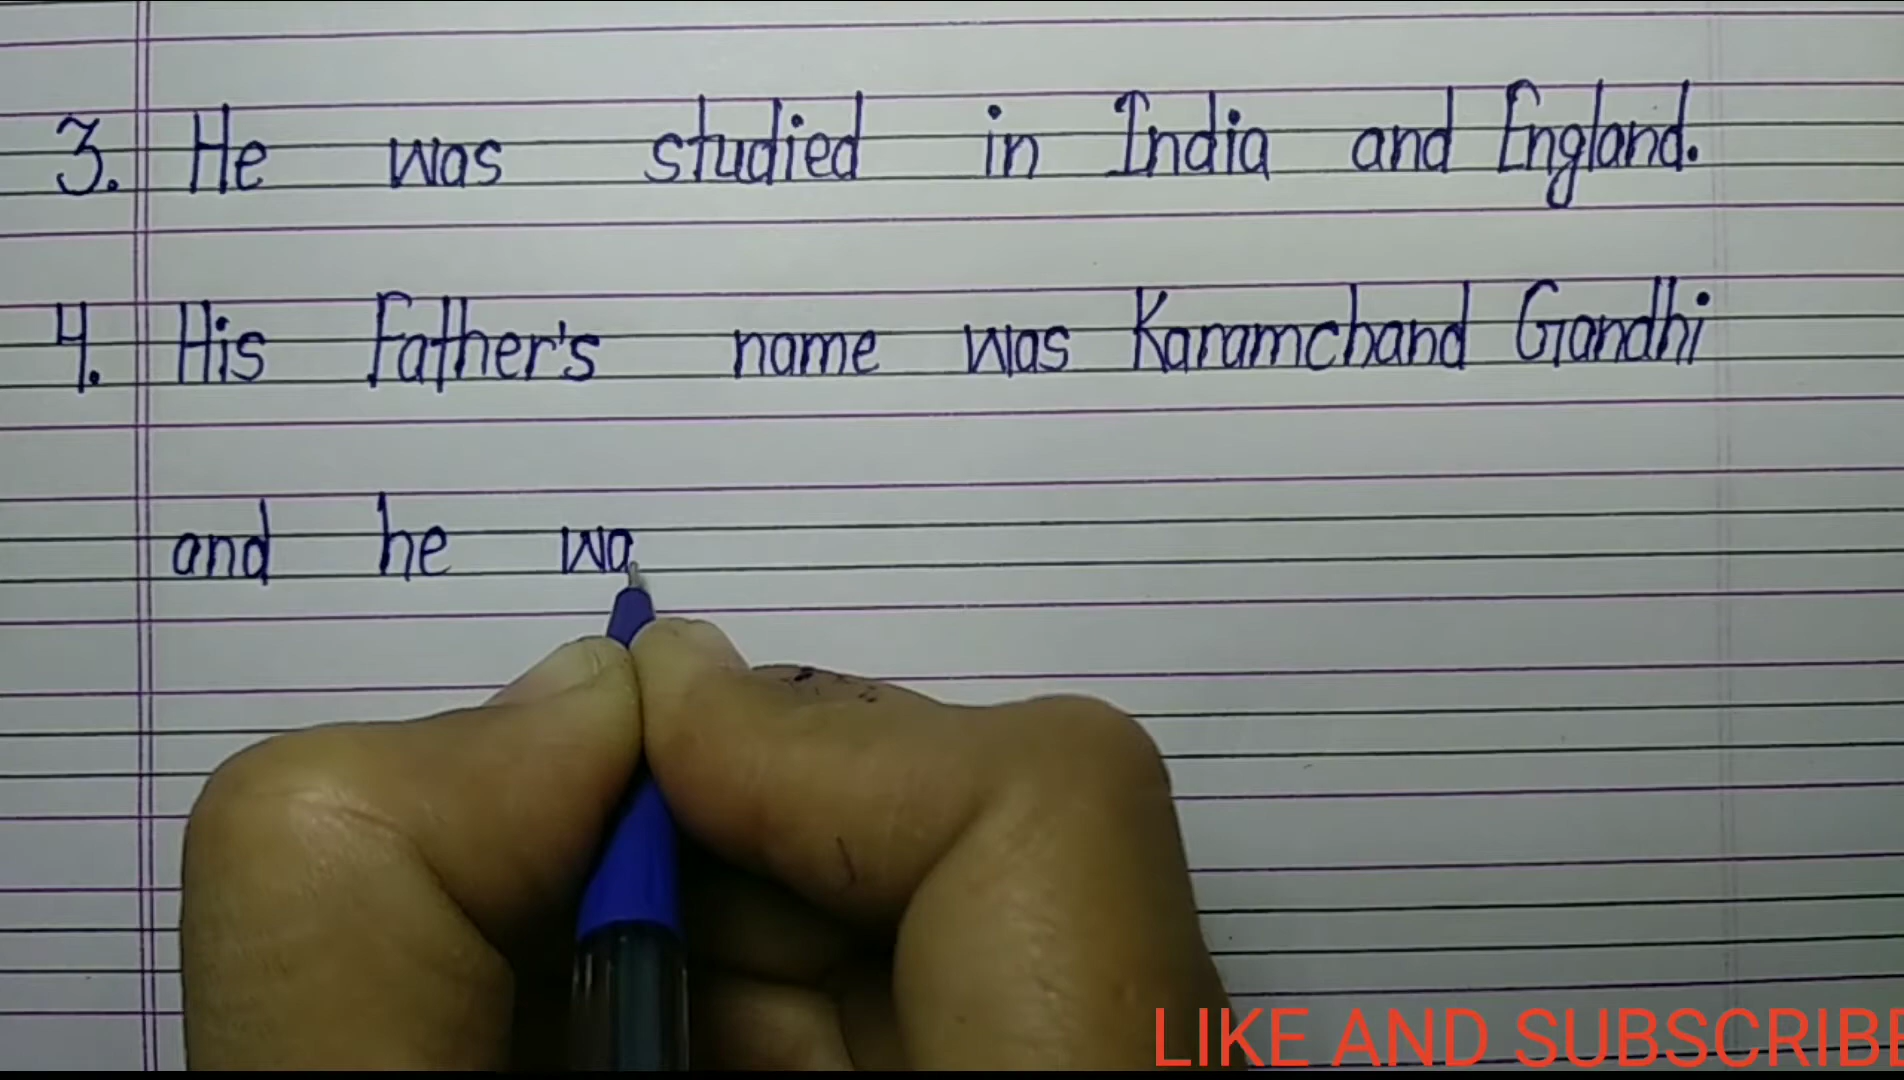 3. He was studied in India and England.
4. His Father's name was Karamchand Gandhi
and he wa
LIKE AND SUBSCRIBE